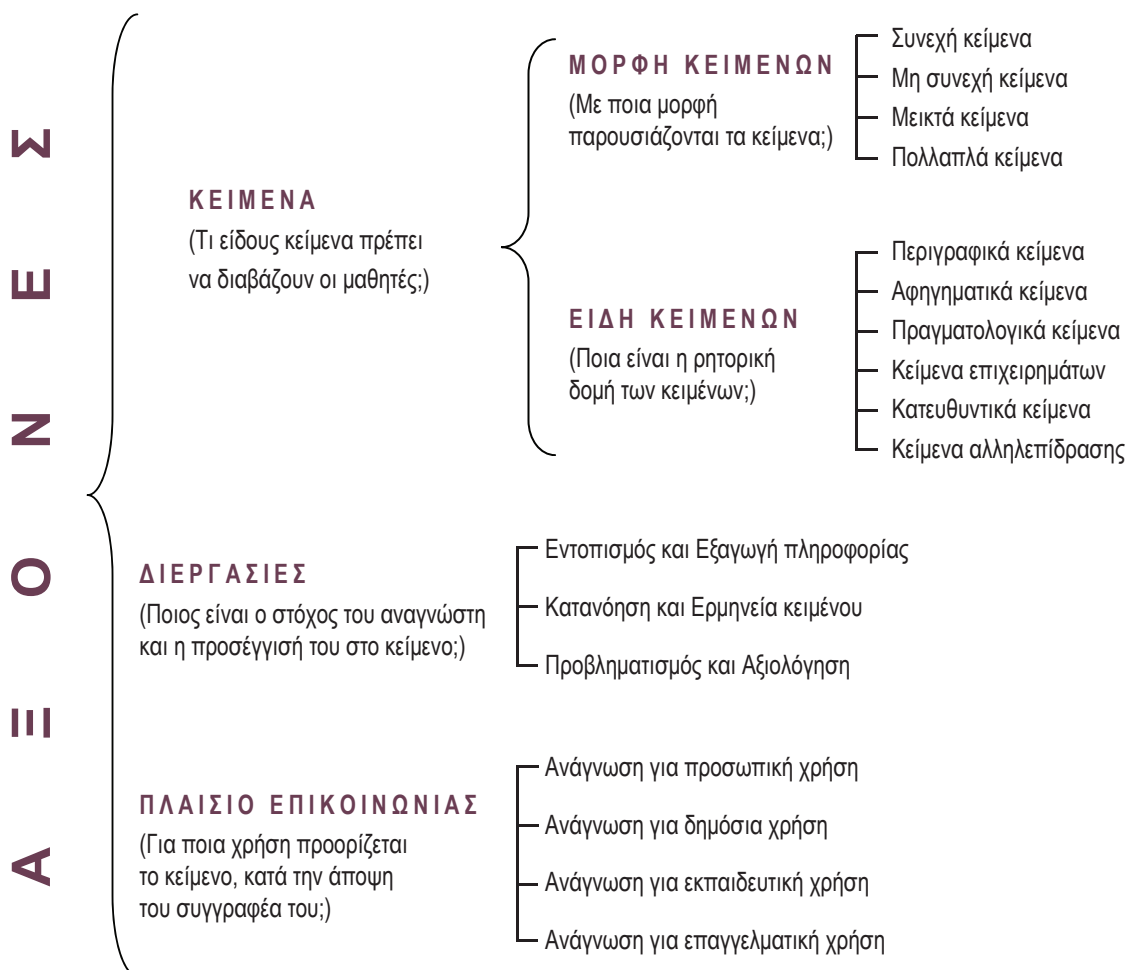 ΑΞΟΝΕΣ
ΚΕΙΜΕΝΑ
(Τι είδους κείμενα πρέπει
να διαβάζουν οι μαθητές;)
ΜΟΡΦΗ ΚΕΙΜΕΝΩΝ
(Με ποια μορφή
παρουσιάζονται τα κείμενα;)
Συνεχή κείμενα
Μη συνεχή κείμενα
Μεικτά κείμενα
Πολλαπλά κείμενα
ΕΙΔΗ ΚΕΙΜΕΝΩΝ
(Ποια είναι η ρητορική
δομή των κειμένων;)
Περιγραφικά κείμενα
Αφηγηματικά κείμενα
Πραγματολογικά κείμενα
Κείμενα επιχειρημάτων
Κατευθυντικά κείμενα
Κείμενα αλληλεπίδρασης
ΔΙΕΡΓΑΣΙΕΣ
(Ποιος είναι ο στόχος του αναγνώστη
και η προσέγγισή του στο κείμενο;)
Εντοπισμός και Εξαγωγή πληροφορίας
Κατανόηση και Ερμηνεία κειμένου
Προβληματισμός και Αξιολόγηση
ΠΛΑΙΣΙΟ ΕΠΙΚΟΙΝΩΝΙΑΣ
(Για ποια χρήση προορίζεται
το κείμενο, κατά την άποψη
του συγγραφέα του;)
Ανάγνωση για προσωπική χρήση
Ανάγνωση για δημόσια χρήση
Ανάγνωση για εκπαιδευτική χρήση
Ανάγνωση για επαγγελματική χρήση